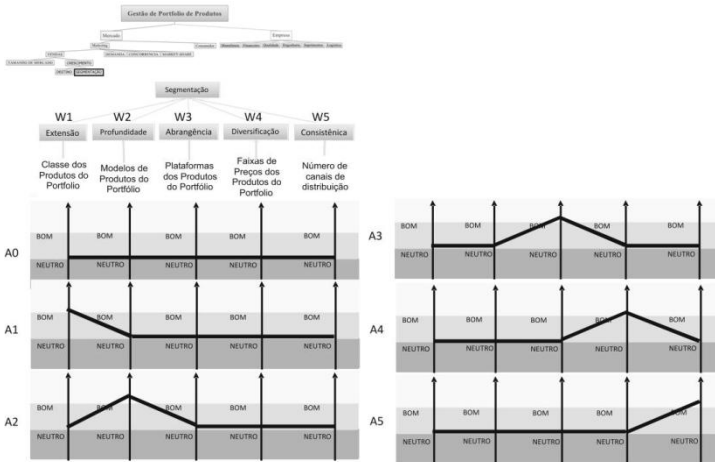 Gestão de Portfolio de Produtos
Mercado
Empresa
Marketing
Consumidor
SEGMENTAÇÃO
Segmentação
W1 W2 W3 W4 W5
Extensão Profundidade Abrangência Diversificação Consistênica
Classe dos
Produtos do
Portfolio
Modelos de
Produtos do
Portfólio
Plataformas
dos Produtos
do Portfólio
Faixas de
Preços dos
Produtos do
Portfolio
Número de
canais de
distribuição
A0
BOM BOM BOM BOM BOM
NEUTRO NEUTRO NEUTRO NEUTRO NEUTRO
A1
BOM BOM BOM BOM BOM
NEUTRO NEUTRO NEUTRO NEUTRO NEUTRO
A2
BOM BOM BOM BOM BOM
NEUTRO NEUTRO NEUTRO NEUTRO NEUTRO
A3
BOM BOM BOM BOM BOM
NEUTRO NEUTRO NEUTRO NEUTRO NEUTRO
A4
BOM BOM BOM BOM BOM
NEUTRO NEUTRO NEUTRO NEUTRO NEUTRO
A5
BOM BOM BOM BOM BOM
NEUTRO NEUTRO NEUTRO NEUTRO NEUTRO